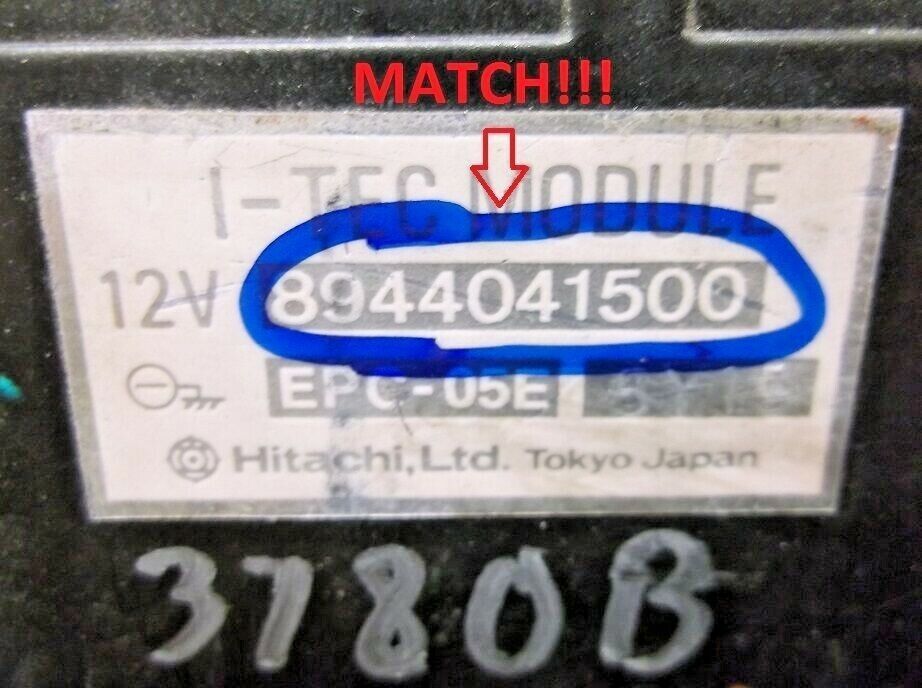 MATCH!!!
I-TEC MODULE
12V 8944041500
EPC-05E
Hitachi, Ltd. Tokyo Japan
3780B